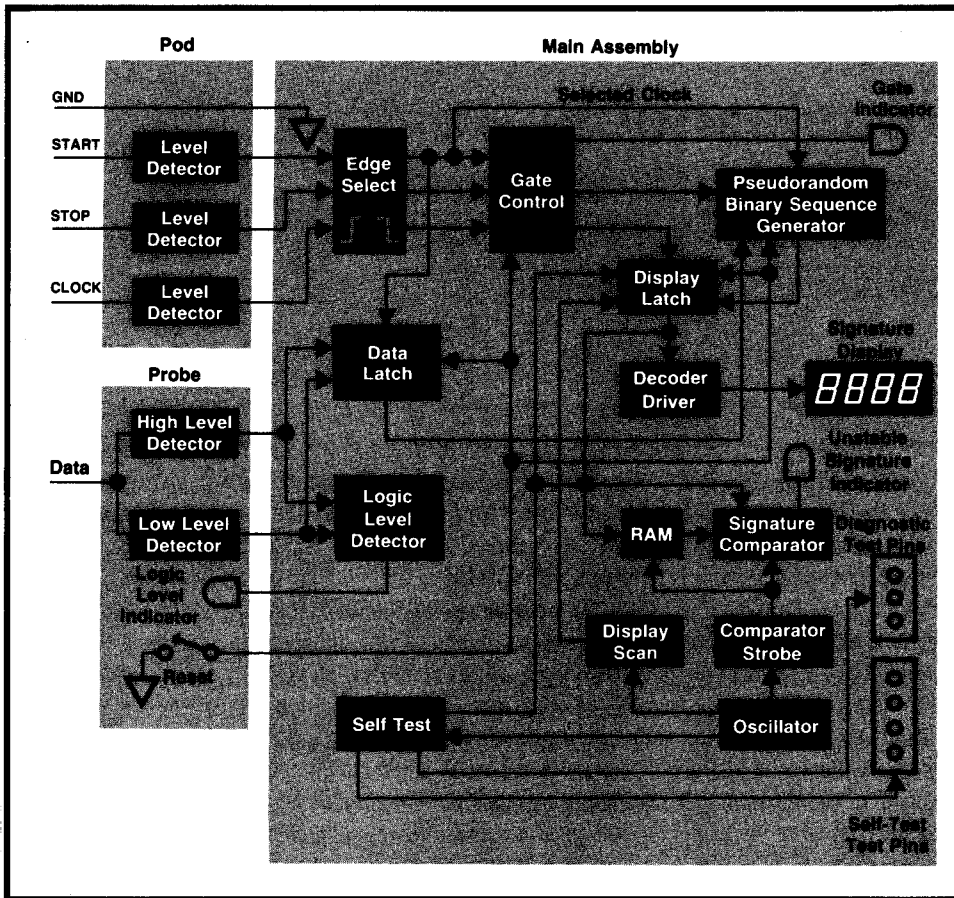 Pod
Main Assembly
GND
START
STOP
CLOCK
Level
Detector
Level
Detector
Level
Detector
Edge
Select
Selected Clock
Gate
Control
Gate
Indicator
Pseudorandom
Binary Sequence
Generator
Display
Latch
Data
Latch
Decoder
Driver
Signature
Display
8888
Probe
Data
High Level
Detector
Low Level
Detector
Logic
Level
Detector
Logic
Level
Indicator
Reset
RAM
Signature
Comparator
Unstable
Signature
Indicator
Diagnostic
Test Pins
Display
Scan
Comparator
Strobe
Self Test
Oscillator
Self-Test
Test Pins